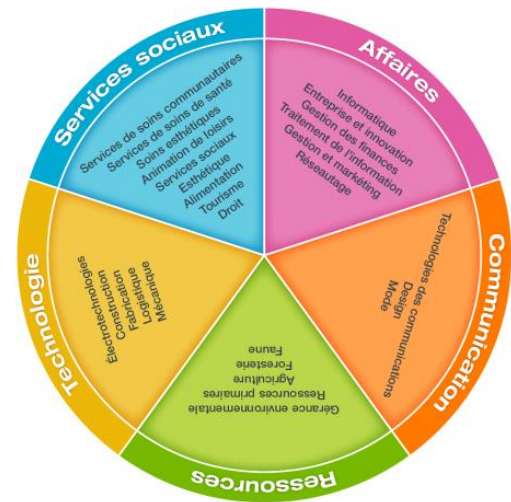 Services sociaux
Services de soins communautaires
Services de soins de santé
Soins esthétiques
Animation de loisirs
Services sociaux
Esthétique
Alimentation
Tourisme
Droit
Affaires
Informatique
Entreprise et innovation
Gestion des finances
Traitement de l'information
Gestion et marketing
Réseautage
Communication
Technologies des communications
Design
Mode
Ressources
Gérance environnementale
Ressources primaires
Agriculture
Foresterie
Faune
Technologie
Électrotechnologies
Construction
Fabrication
Logistique
Mécanique